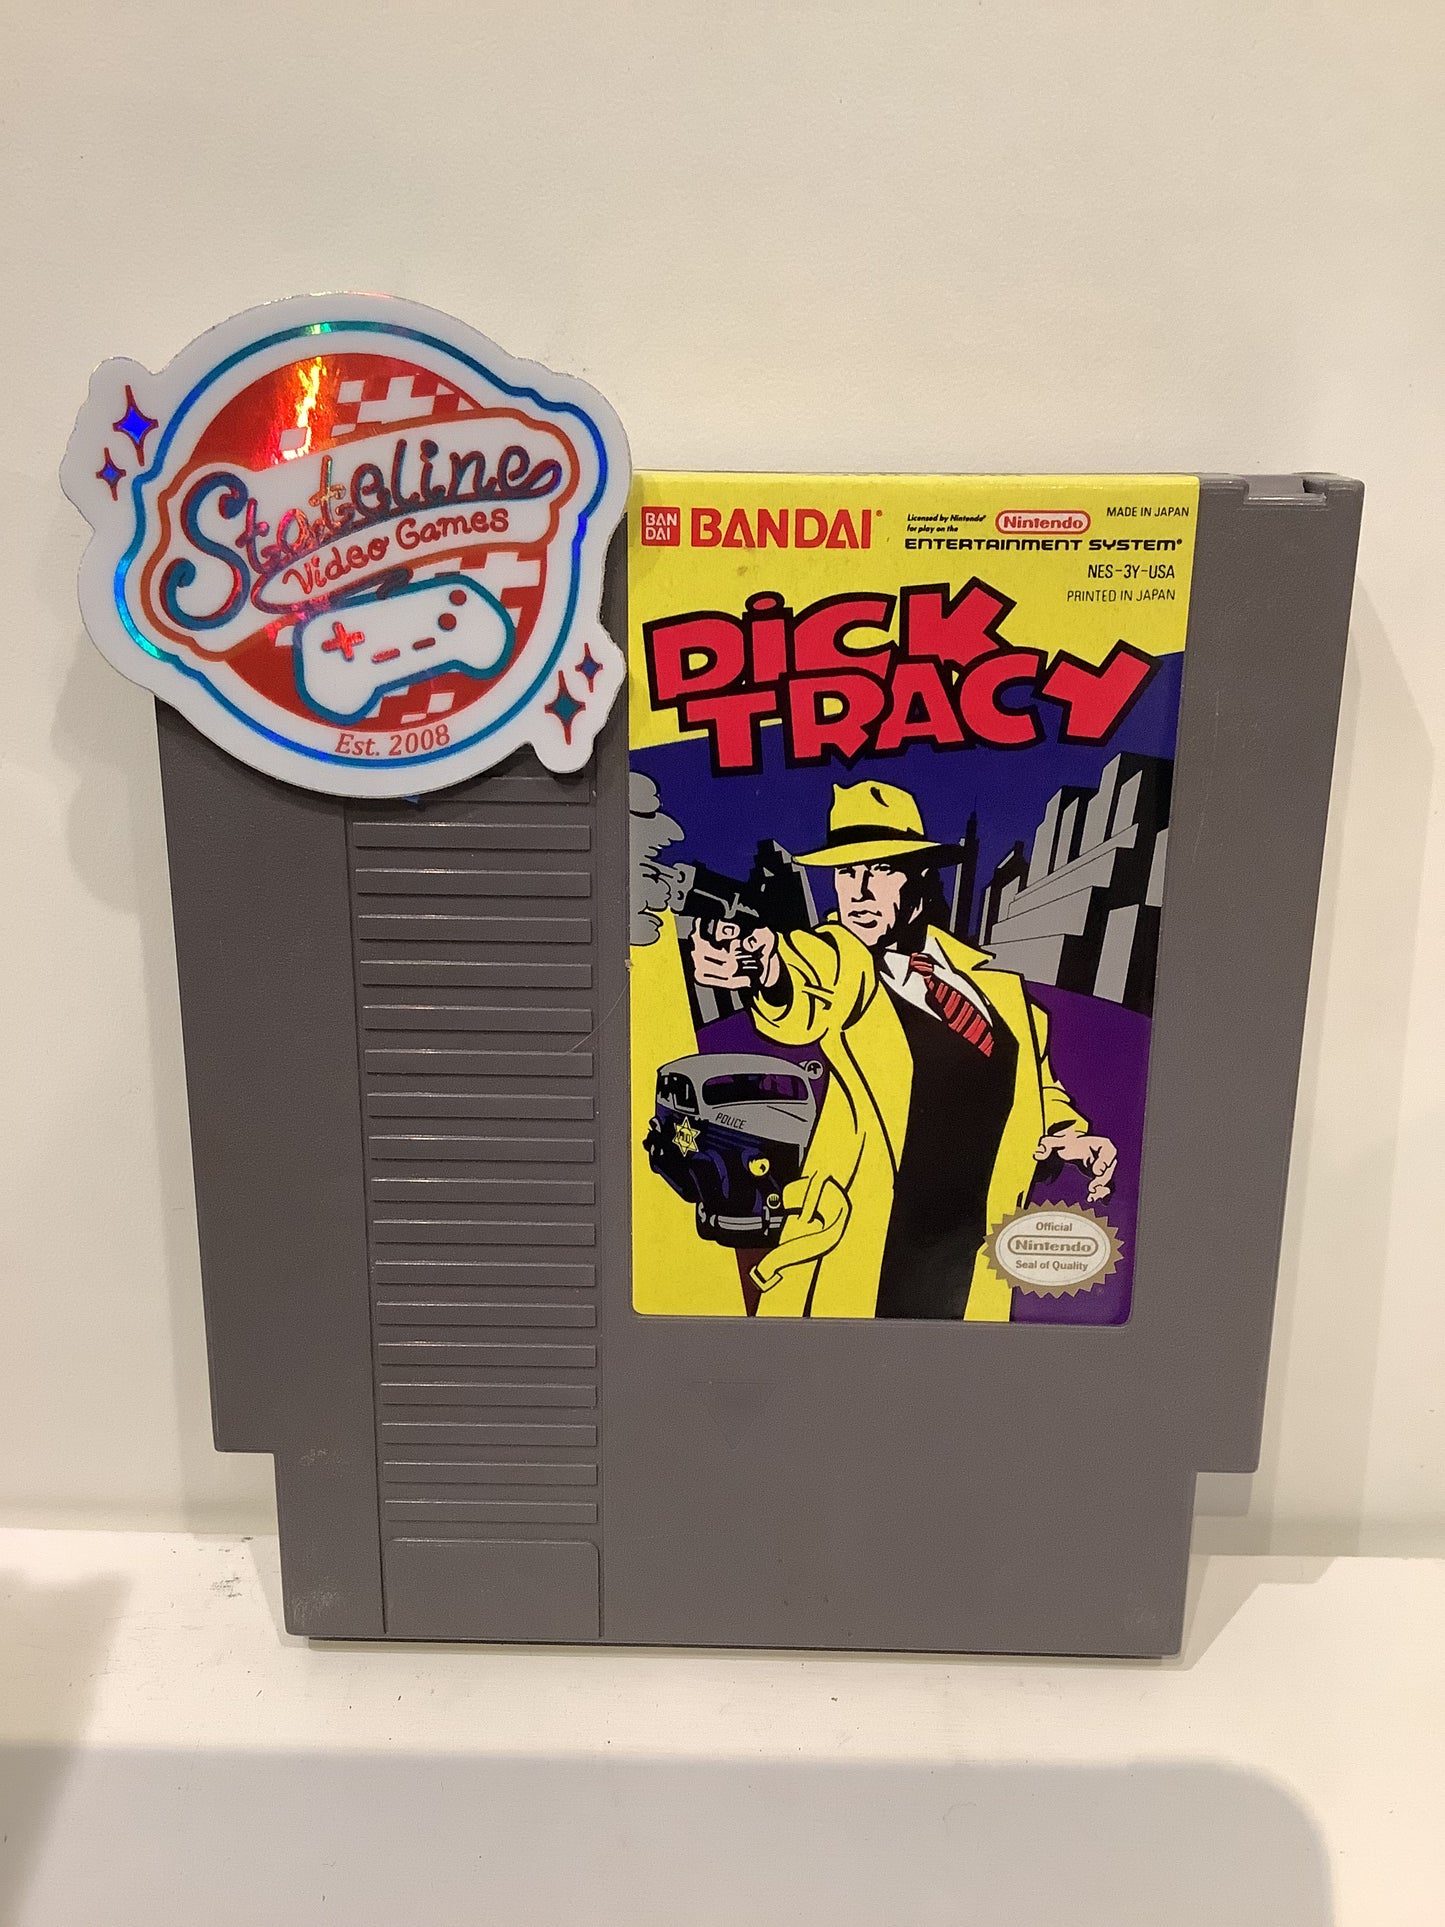 Stateline
Video Games
Est. 2008
BAN
DAI
BANDAI®
Licensed by Nintendo®
for play on the
Nintendo
ENTERTAINMENT SYSTEM®
MADE IN JAPAN
NES-3Y-USA
PRINTED IN JAPAN
DICK
TRACY
POLICE
Official
Nintendo
Seal of Quality